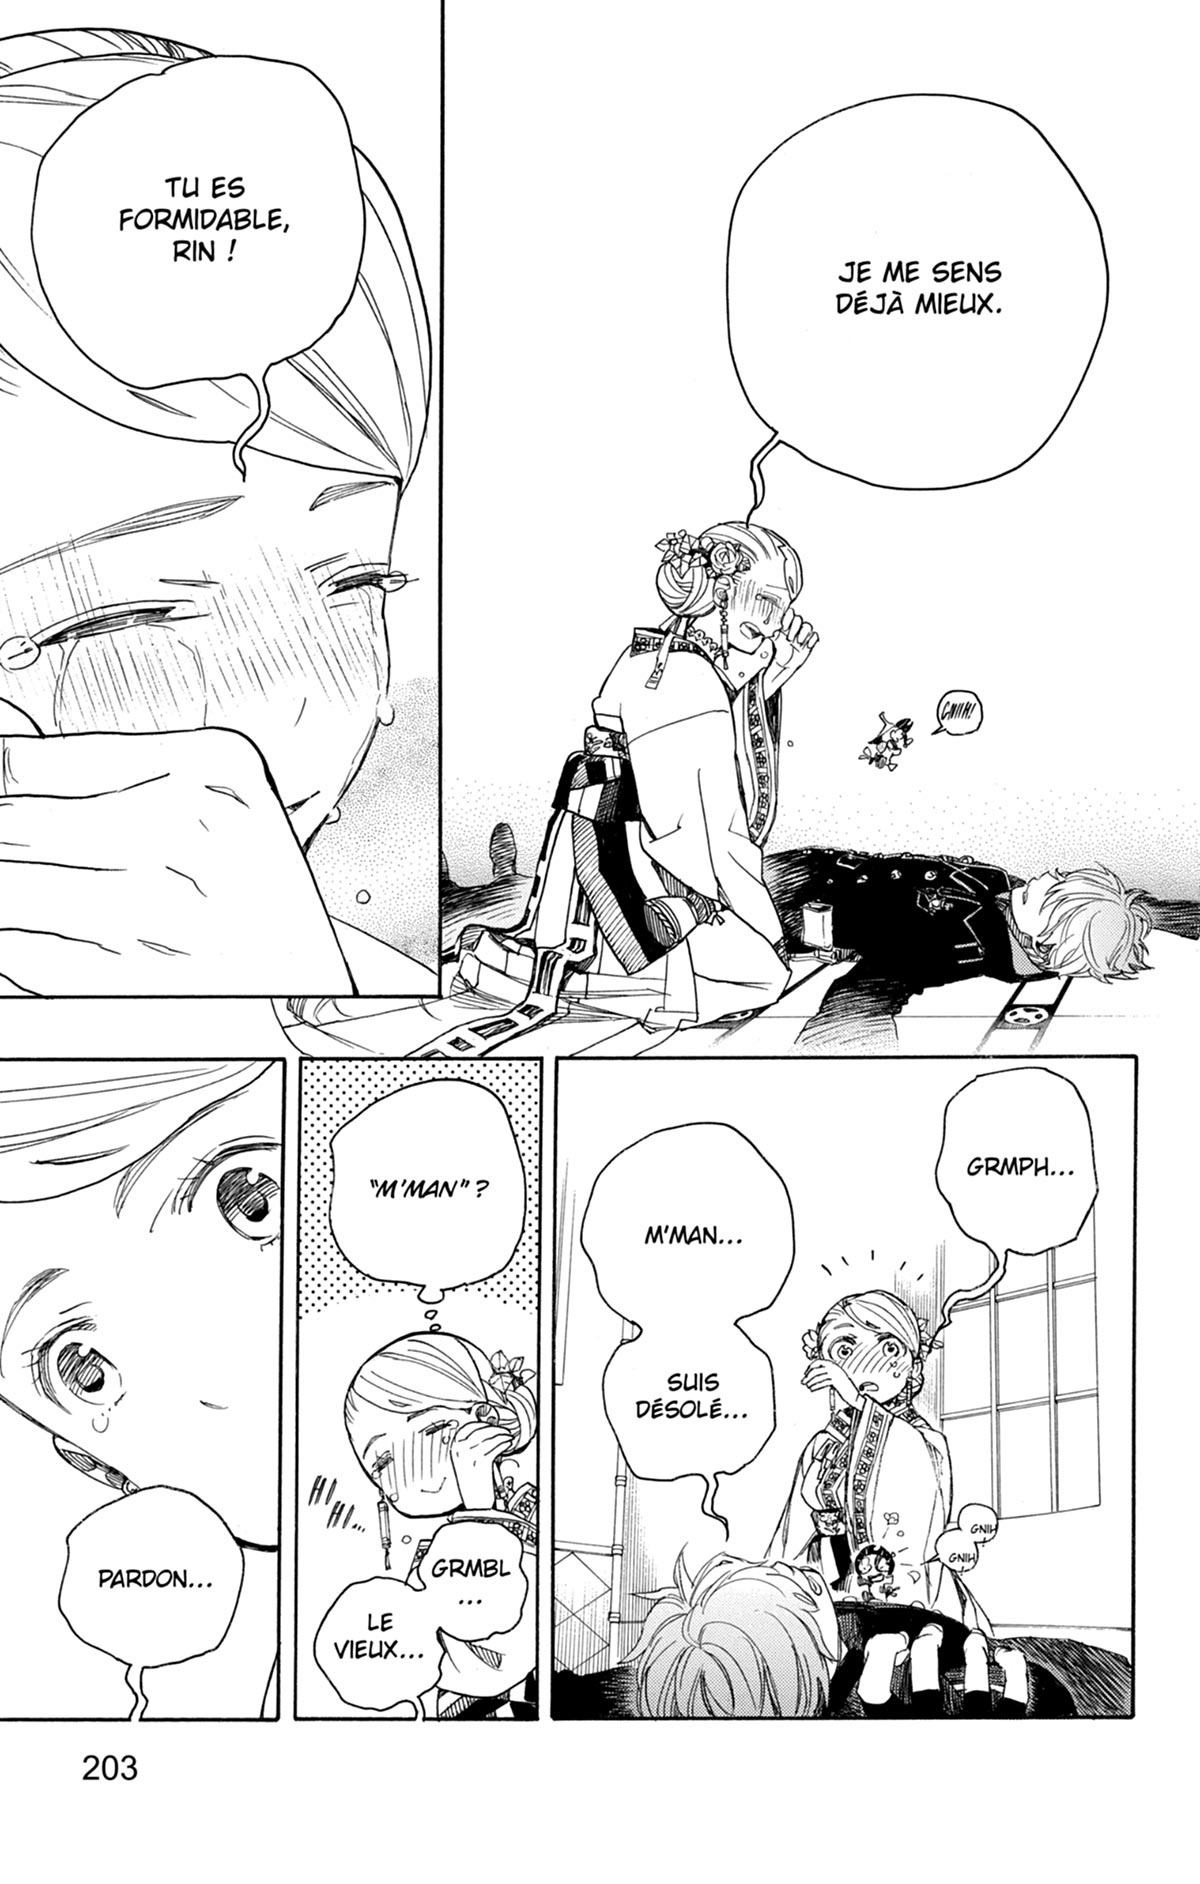 JE ME SENS
DÉJÀ MIEUX.
GNIIH!
TU ES
FORMIDABLE,
RIN !
GRMPH...
M'MAN...
SUIS
DÉSOLÉ...
GNIH
GNIH
"M'MAN" ?
HI
HI...
GRMBL
...
LE
VIEUX...
PARDON...
203